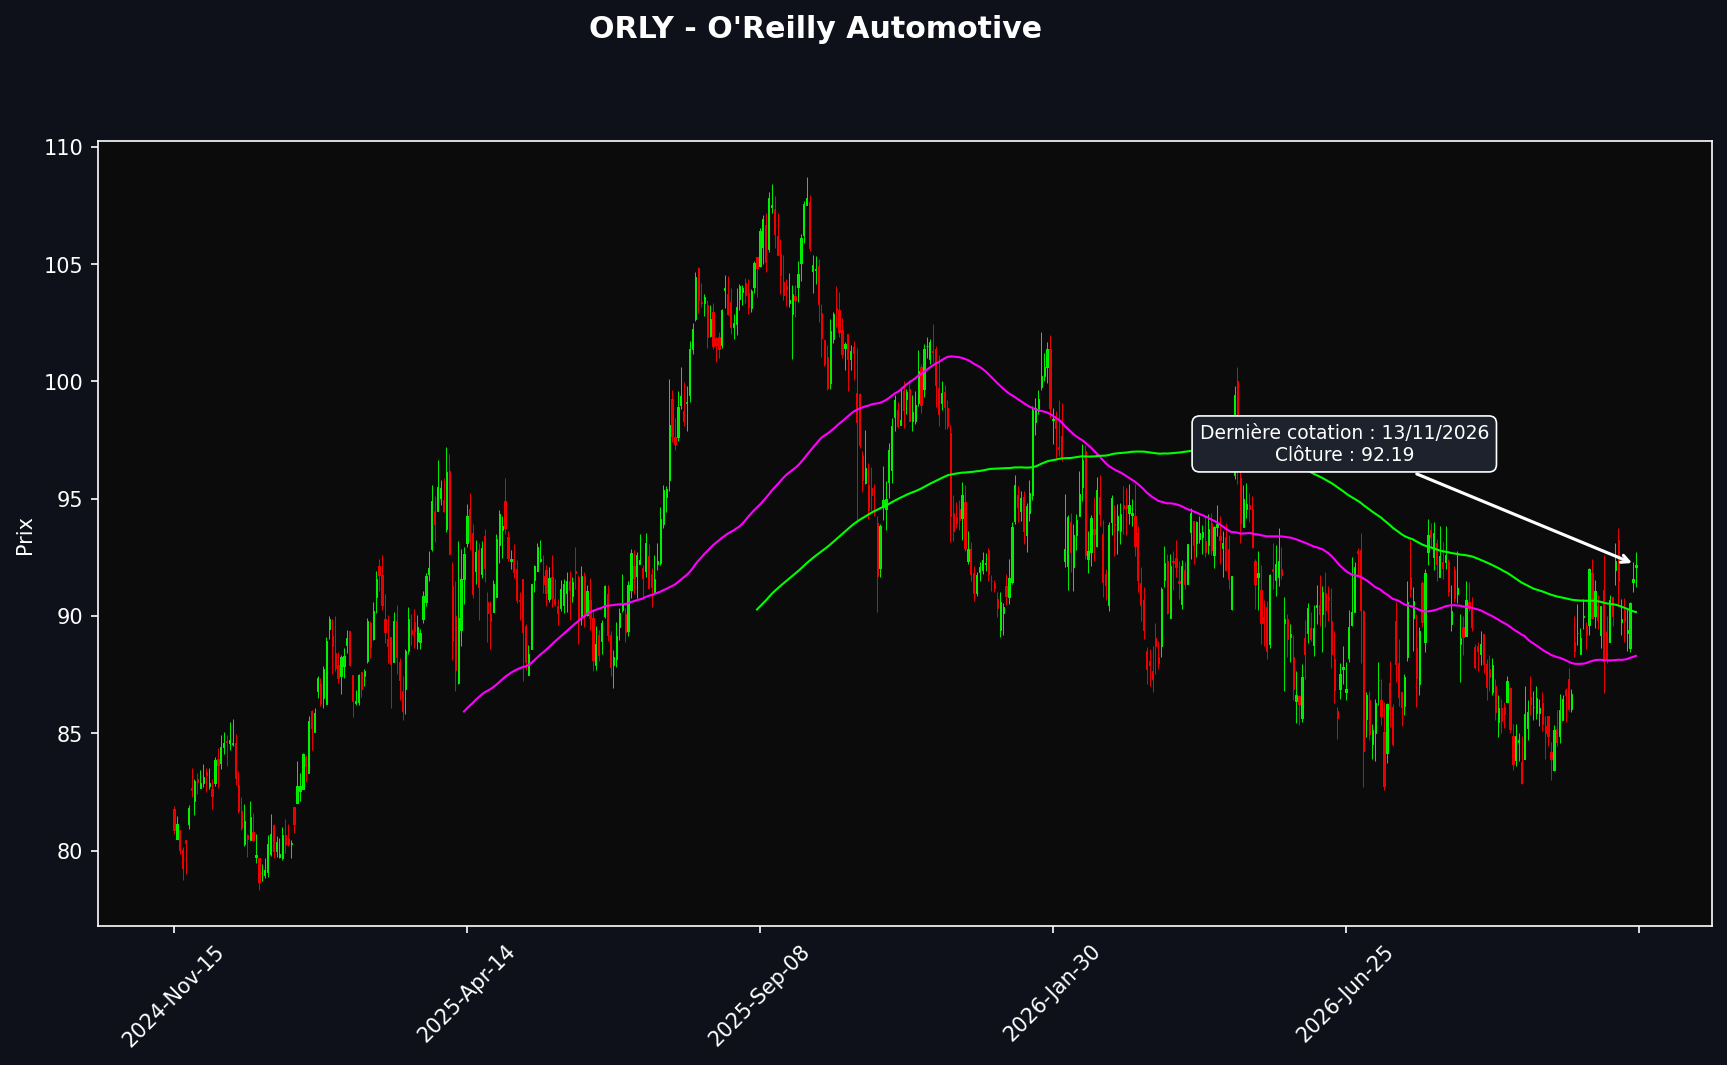 ORLY - O'Reilly Automotive
110
105
100
95
90
85
80
Prix
Dernière cotation : 13/11/2026
Clôture : 92.19
2024-Nov-15
2025-Apr-14
2025-Sep-08
2026-Jan-30
2026-Jun-25